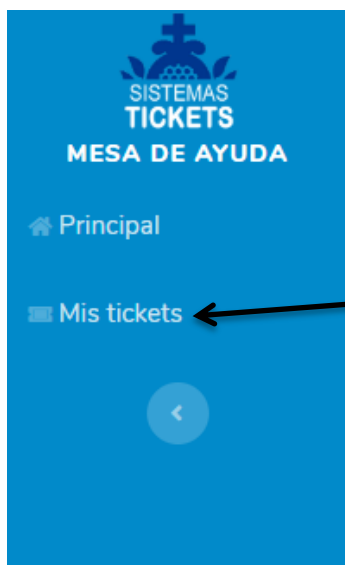 SISTEMAS
TICKETS
MESA DE AYUDA
Principal
Mis tickets